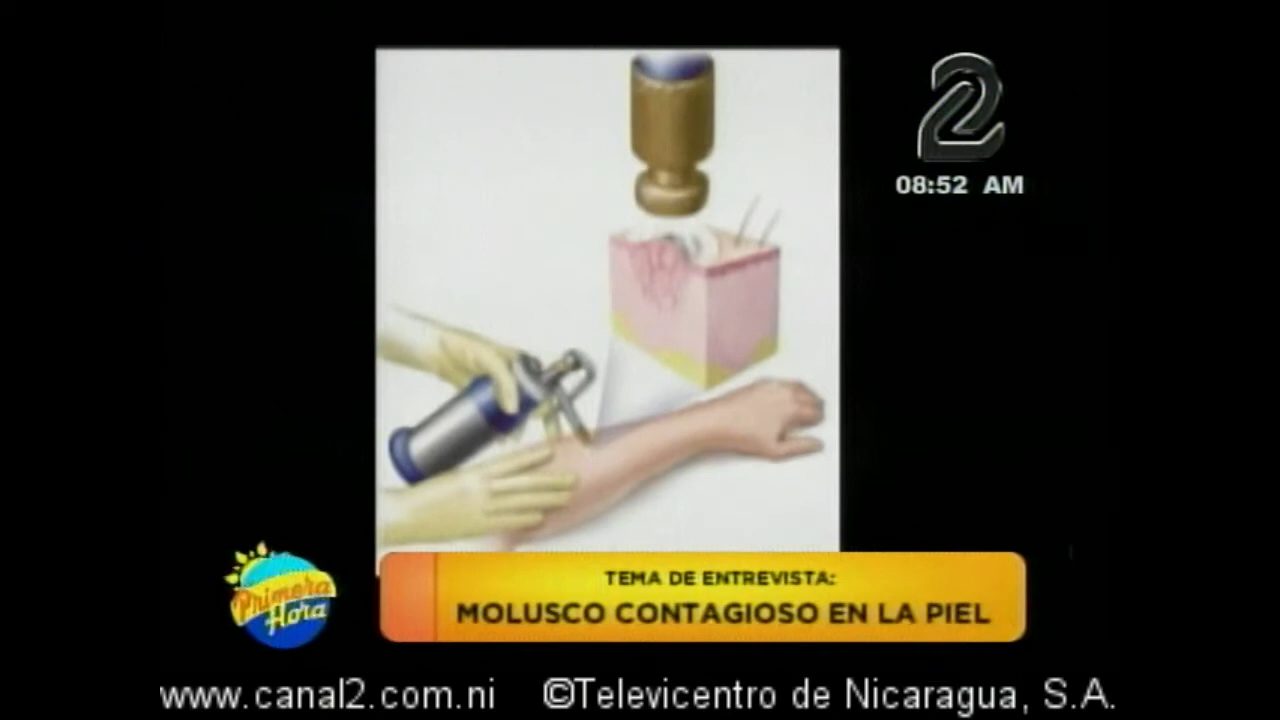 2
08:52 AM
Primera
Hora
TEMA DE ENTREVISTA:
MOLUSCO CONTAGIOSO EN LA PIEL
www.canal2.com.ni ©Televicentro de Nicaragua, S.A.